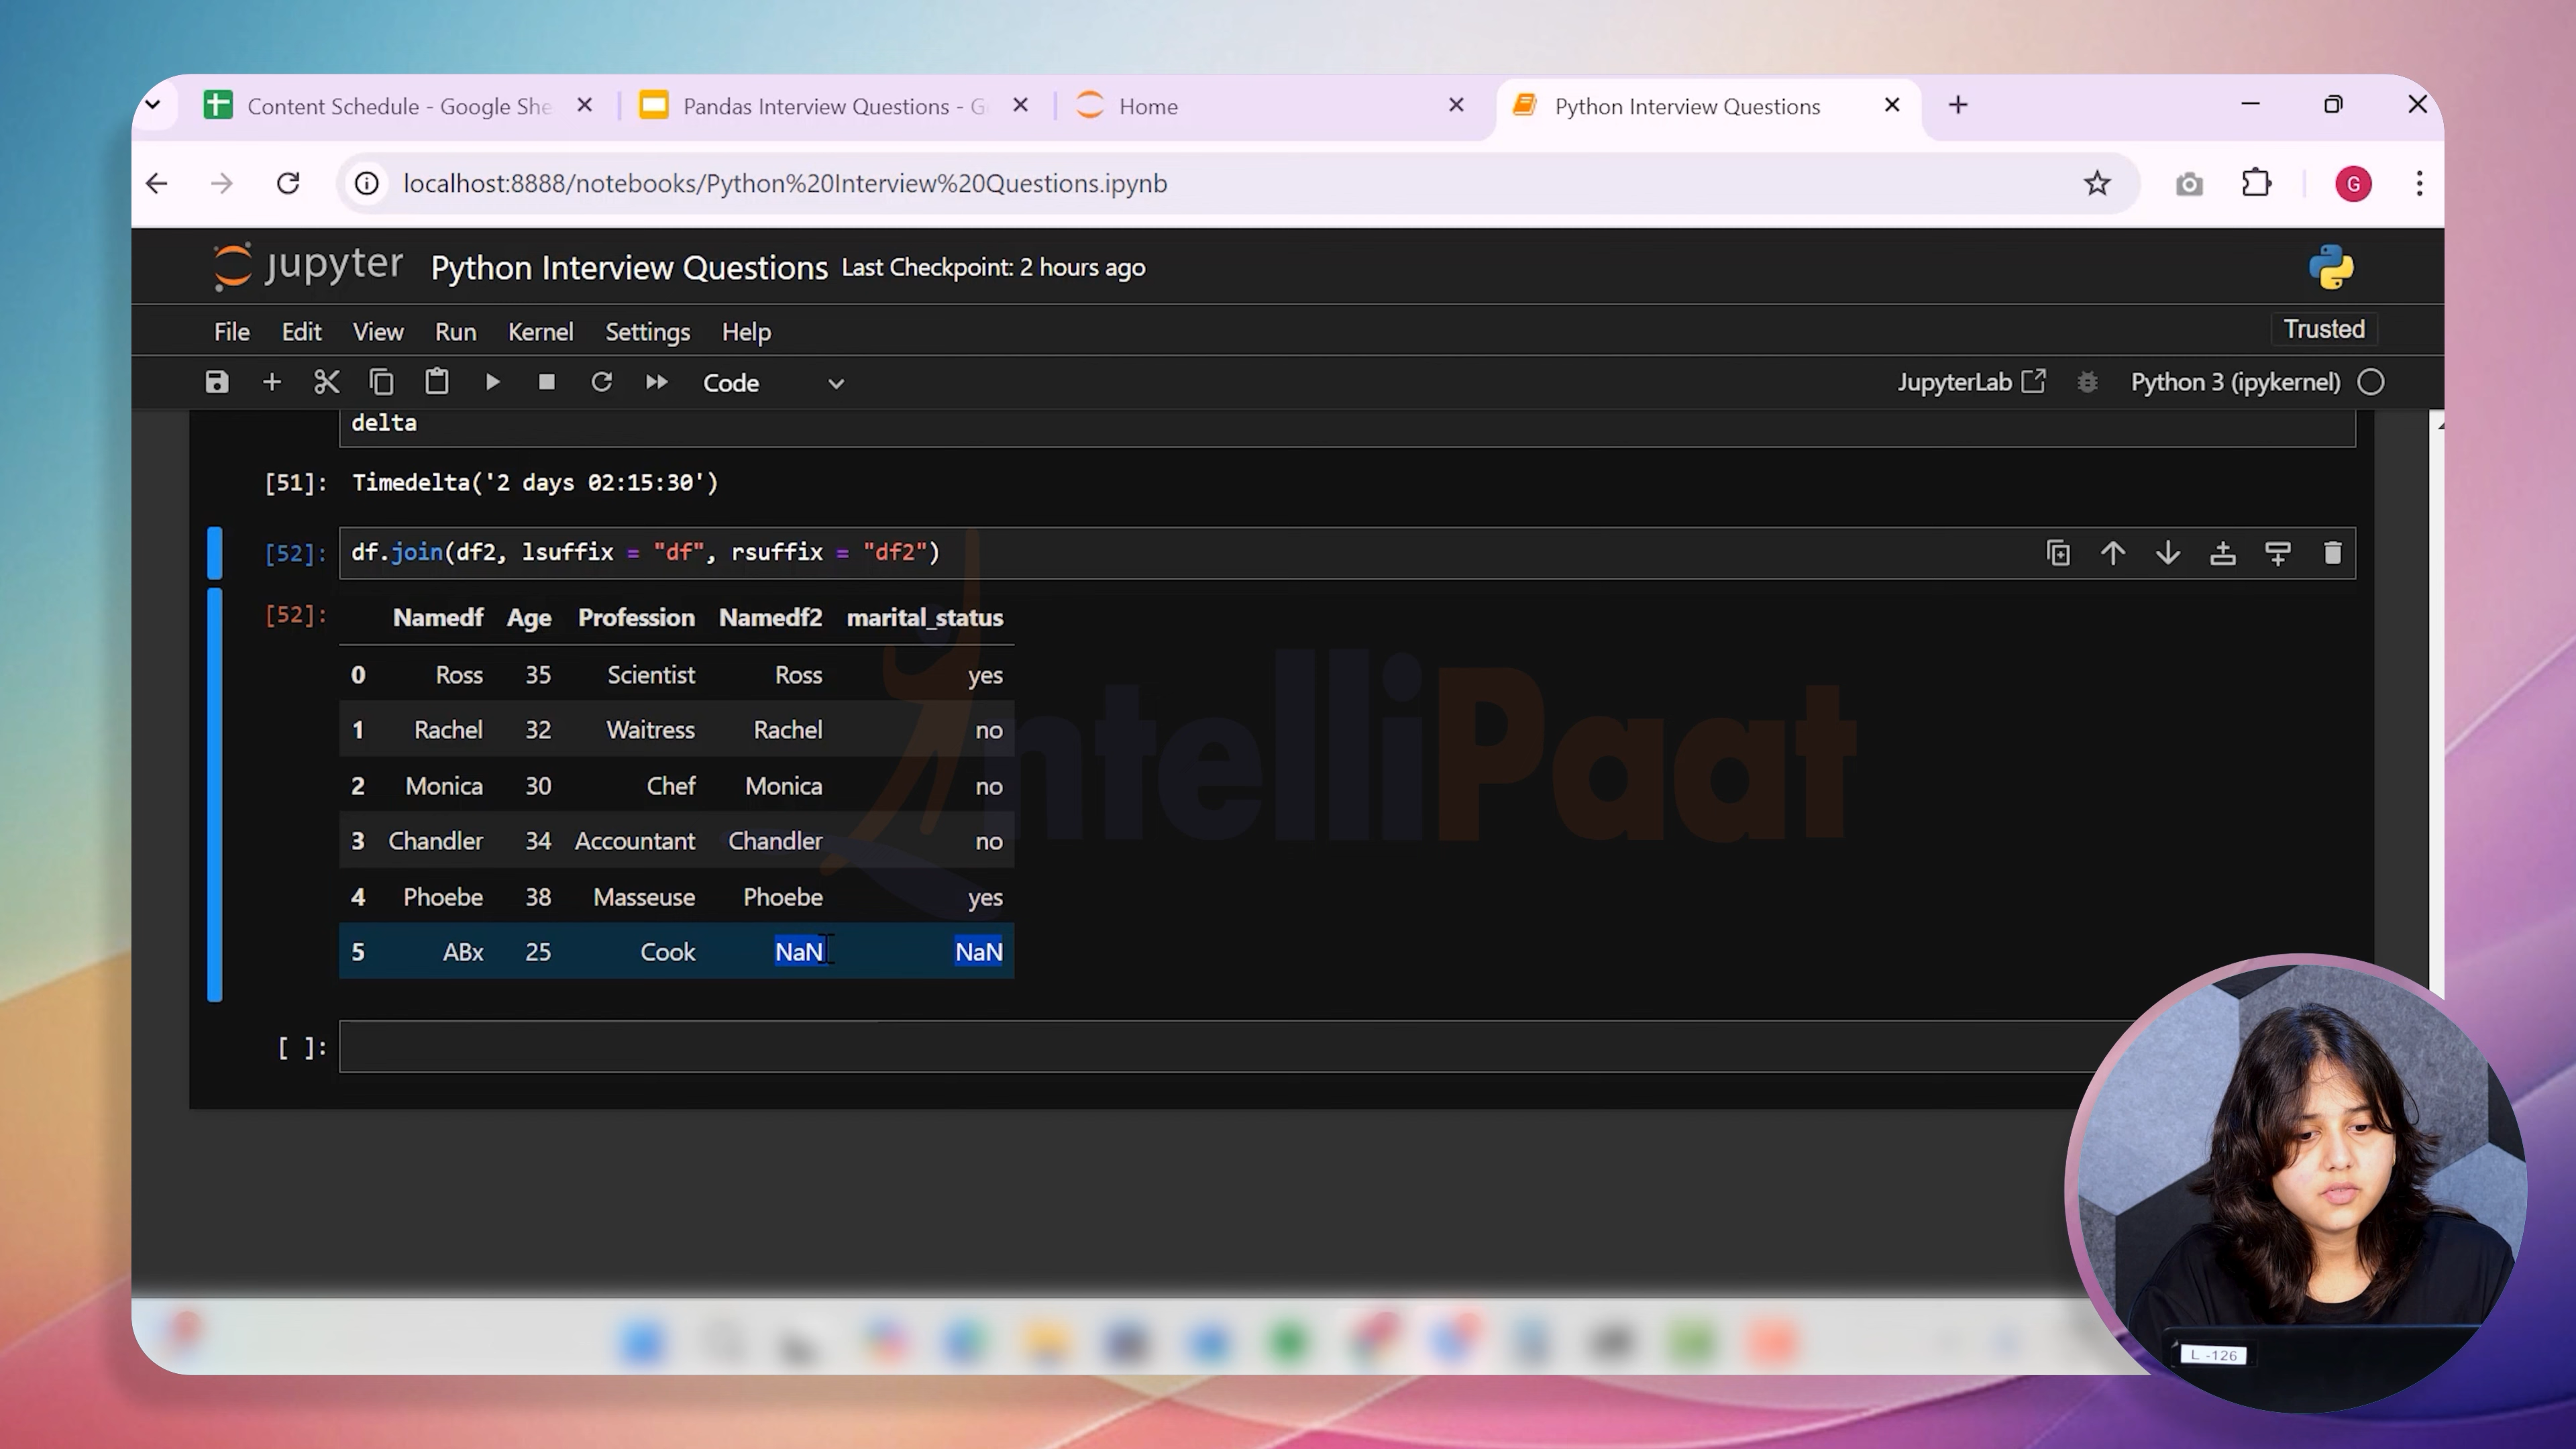 Content Schedule - Google She
Pandas Interview Questions - G
Home
Python Interview Questions
localhost:8888/notebooks/Python%20Interview%20Questions.ipynb
G
jupyter Python Interview Questions Last Checkpoint: 2 hours ago
File Edit View Run Kernel Settings Help
Trusted
Code
JupyterLab
Python 3 (ipykernel)
delta
[51]: Timedelta('2 days 02:15:30')
[52]: df.join(df2, lsuffix = "df", rsuffix = "df2")
[52]: Namedf Age Profession Namedf2 marital_status
0 Ross 35 Scientist Ross yes
1 Rachel 32 Waitress Rachel no
2 Monica 30 Chef Monica no
3 Chandler 34 Accountant Chandler no
4 Phoebe 38 Masseuse Phoebe yes
5 ABx 25 Cook NaN NaN
[ ]:
IntelliPaat
L -126